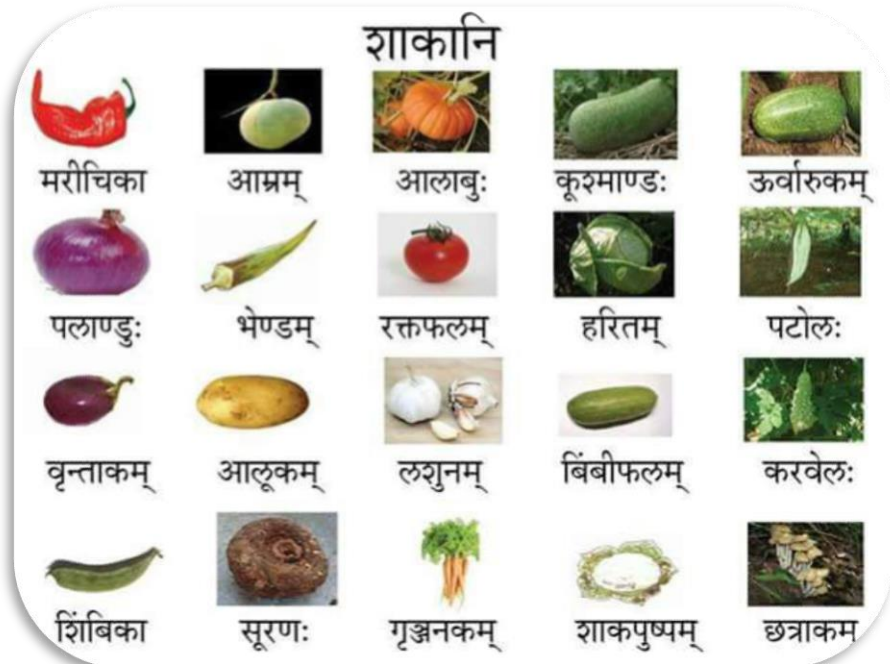 शाकानि
मरीचिका आम्रम् आलाबुः कूश्माण्डः ऊर्वारुकम्
पलाण्डुः भेण्डम् रक्तफलम् हरितम् पटोलः
वृन्ताकम् आलूकम् लशुनम् बिंबीफलम् करवेलः
शिंबिका सूरणः गृञ्जनकम् शाकपुष्पम् छत्राकम्